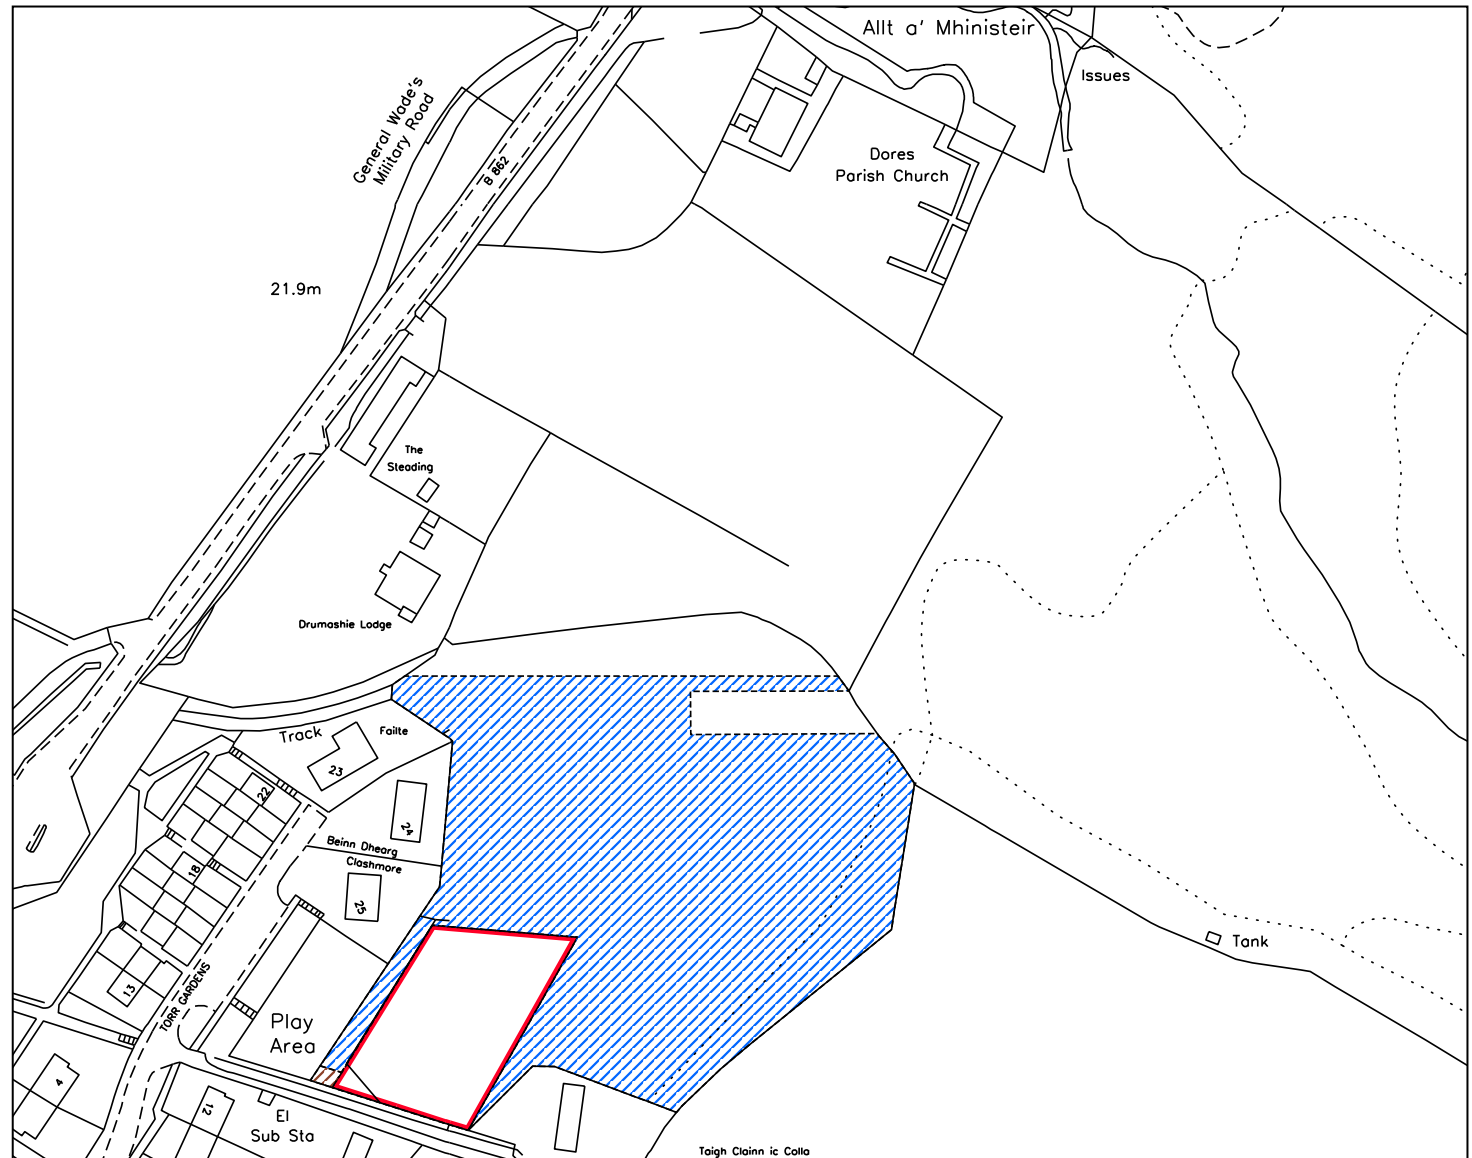 Allt a' Mhinisteir
Issues
General Wade's
Military Road
B 862
Dores
Parish Church
21.9m
The
Steading
Drumashie Lodge
Track
Failte
23
22
24
Beinn Dhearg
Clashmore
18
25
Tank
13
TORR GARDENS
Play
Area
4
12
El
Sub Sta
Taigh Clainn ic Colla